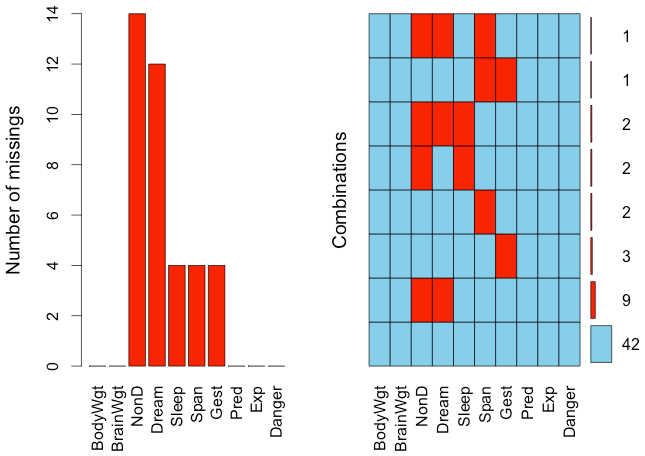 Number of missings
14
12
10
8
6
4
2
0
BodyWgt
BrainWgt
NonD
Dream
Sleep
Span
Gest
Pred
Exp
Danger
Combinations
1
1
2
2
2
3
9
42
BodyWgt
BrainWgt
NonD
Dream
Sleep
Span
Gest
Pred
Exp
Danger